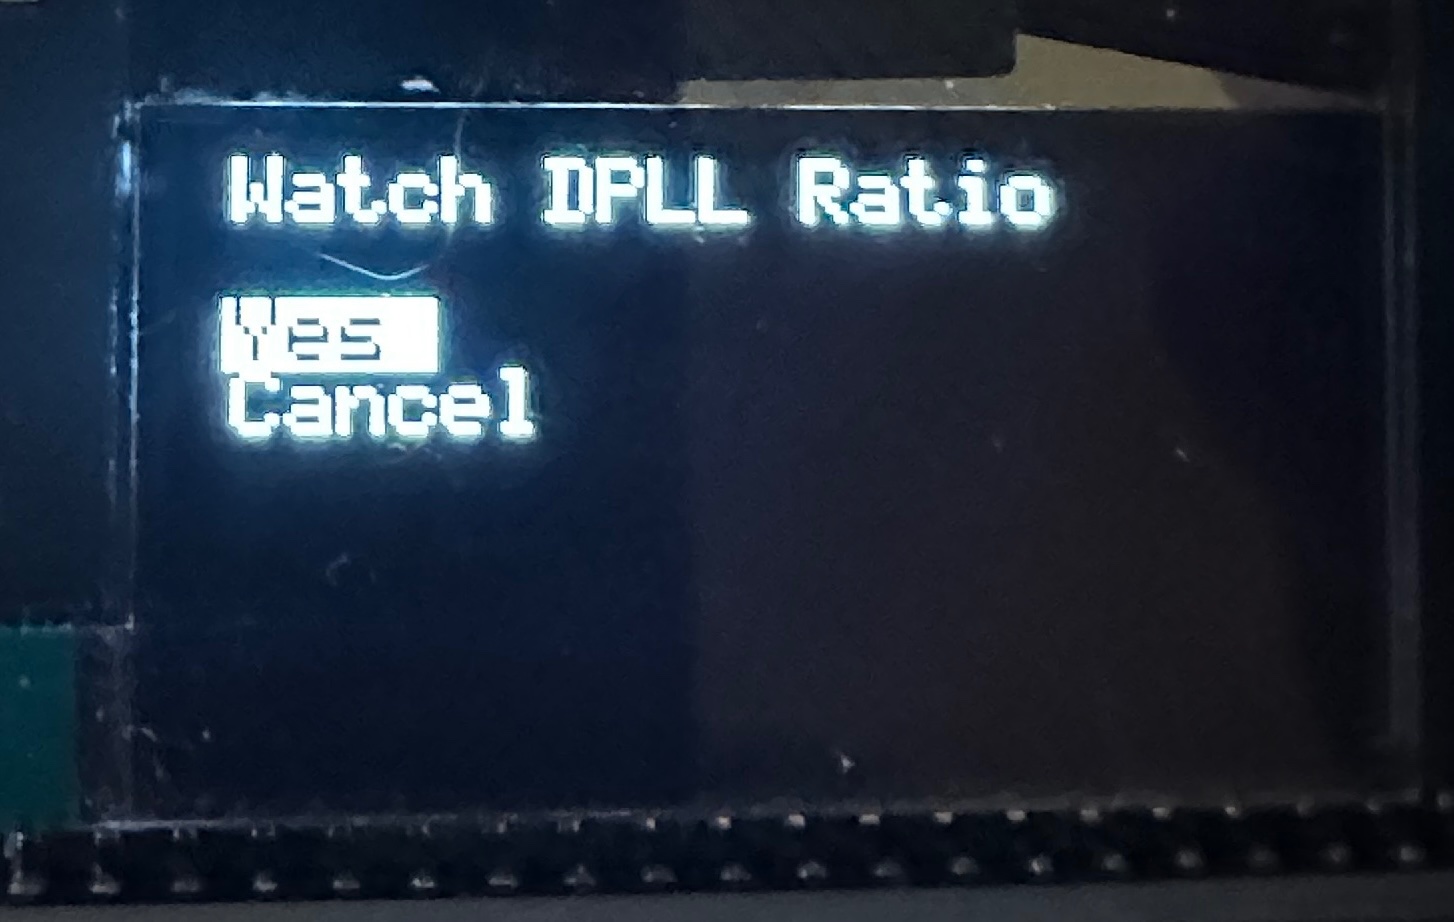 Watch DPLL Ratio
Yes
Cancel